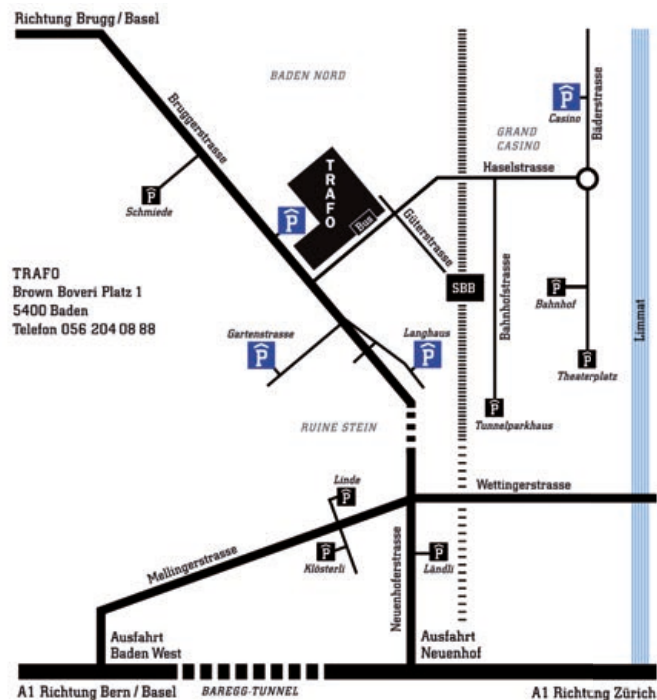 Richtung Brugg / Basel
BADEN NORD
Bruggerstrasse
P
Casino
Bäderstrasse
GRAND
CASINO
Haselstrasse
TRAFO
P
Schmiede
P
Bus
Güterstrasse
SBB
Bahnhofstrasse
P
Bahnhof
Limmat
TRAFO
Brown Boveri Platz 1
5400 Baden
Telefon 056 204 08 88
Gartenstrasse
P
Langhaus
P
P
Theaterplatz
P
Tunnelparkhaus
RUINE STEIN
Linde
P
Wettingerstrasse
Mellingerstrasse
P
Klösterli
Neuenhoferstrasse
P
Ländli
Ausfahrt
Baden West
Ausfahrt
Neuenhof
A1 Richtung Bern / Basel
BAREGG-TUNNEL
A1 Richtung Zürich